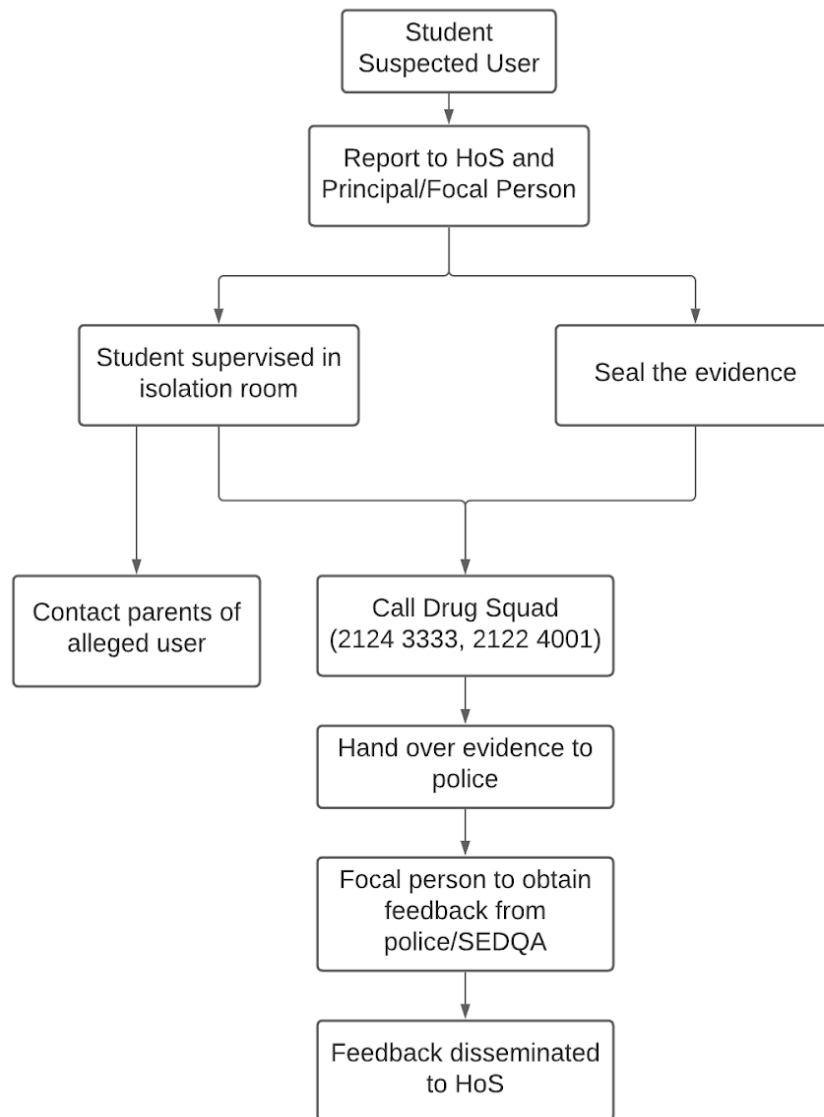 Student
Suspected User
Report to HoS and
Principal/Focal Person
Student supervised in
isolation room
Seal the evidence
Contact parents of
alleged user
Call Drug Squad
(2124 3333, 2122 4001)
Hand over evidence to
police
Focal person to obtain
feedback from
police/SEDQA
Feedback disseminated
to HoS